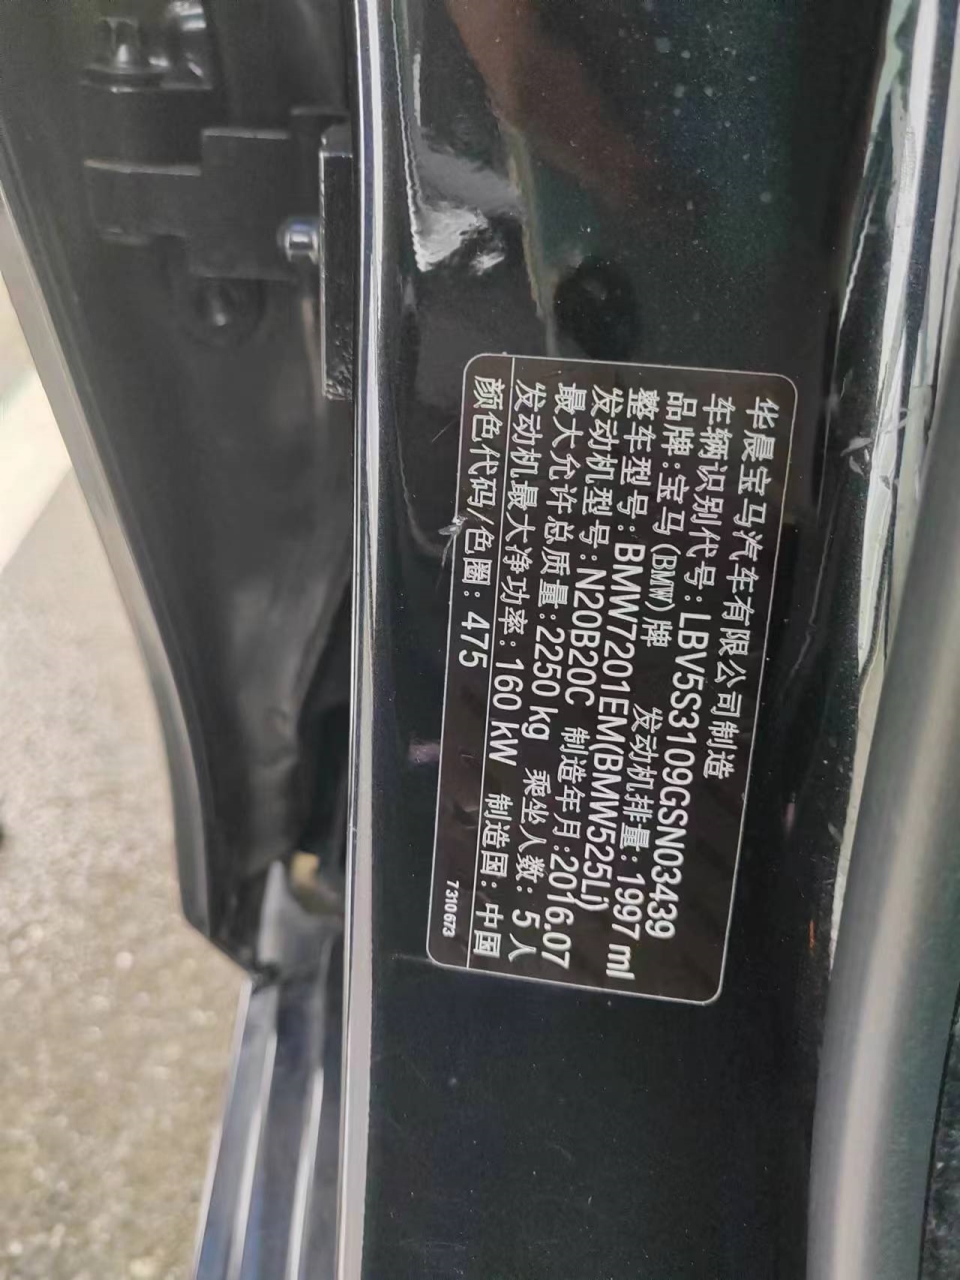 华晨宝马汽车有限公司制造
车辆识别代号：LBV5S3109GSN03439
品牌：宝马(BMW)牌 发动机排量：1997 ml
整车型号：BMW7201EM(BMW525Li)
发动机型号：N20B20C 制造年月：2016.07
最大允许总质量：2250 kg 乘坐人数：5人
发动机最大净功率：160 kW 制造国：中国
颜色代码/色圈：475
7310673